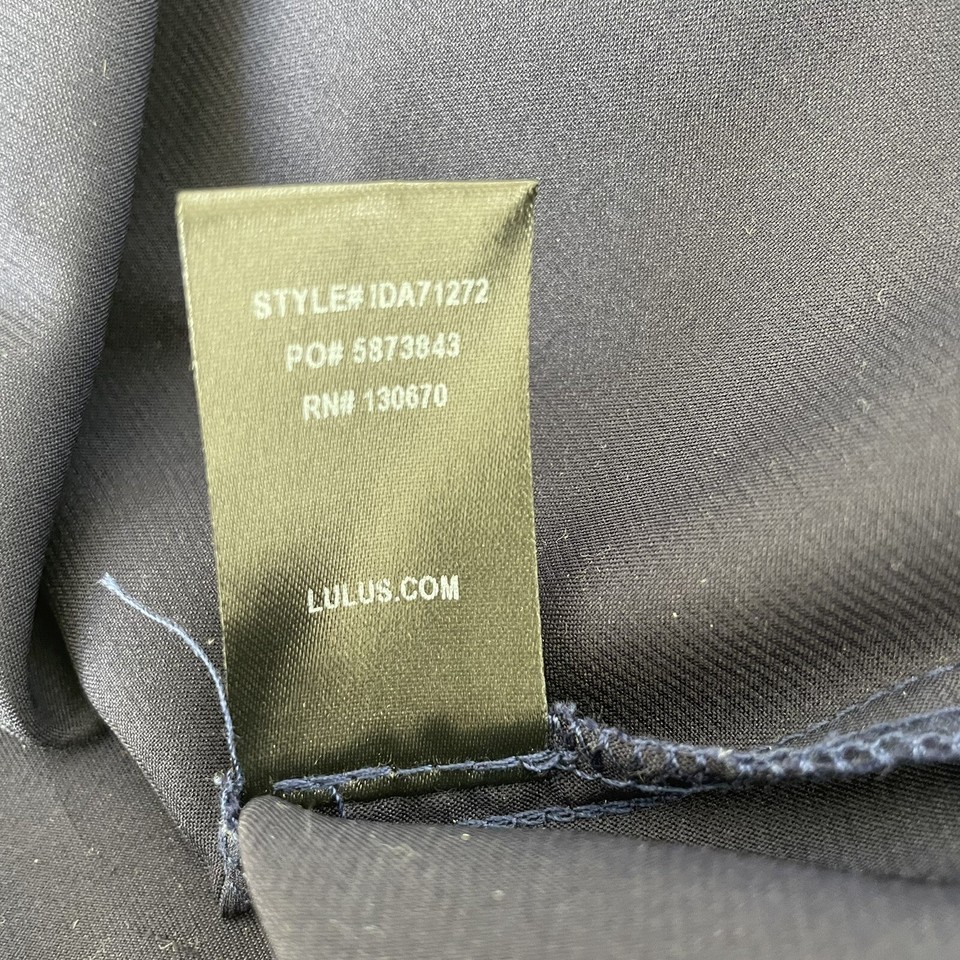 STYLE# IDA71272
PO# 5873843
RN# 130670
LULUS.COM